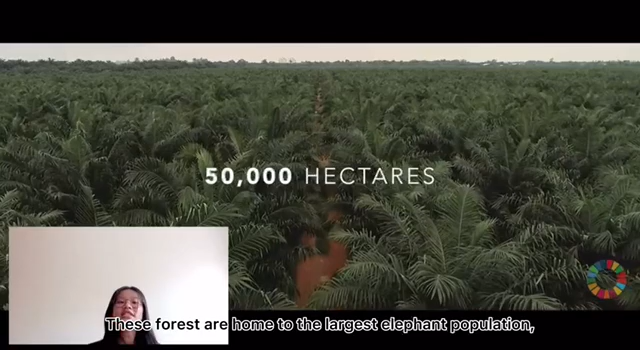 50,000 HECTARES
These forest are home to the largest elephant population,